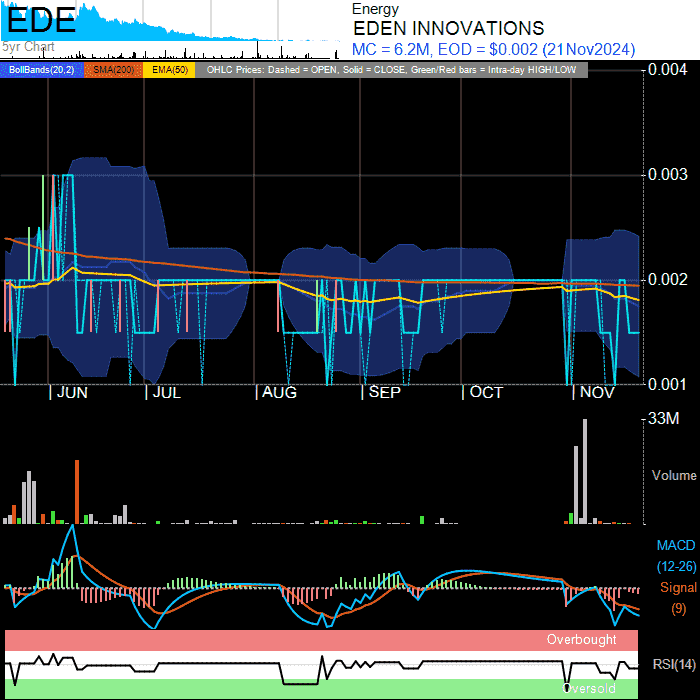 EDE
5yr Chart
Energy
EDEN INNOVATIONS
MC = 6.2M, EOD = $0.002 (21Nov2024)
BollBands(20,2) SMA(200) EMA(50) OHLC Prices: Dashed = OPEN, Solid = CLOSE, Green/Red bars = Intra-day HIGH/LOW
0.004
0.003
0.002
0.001
JUN JUL AUG SEP OCT NOV
33M
Volume
MACD
(12-26)
Signal
(9)
Overbought
RSI(14)
Oversold